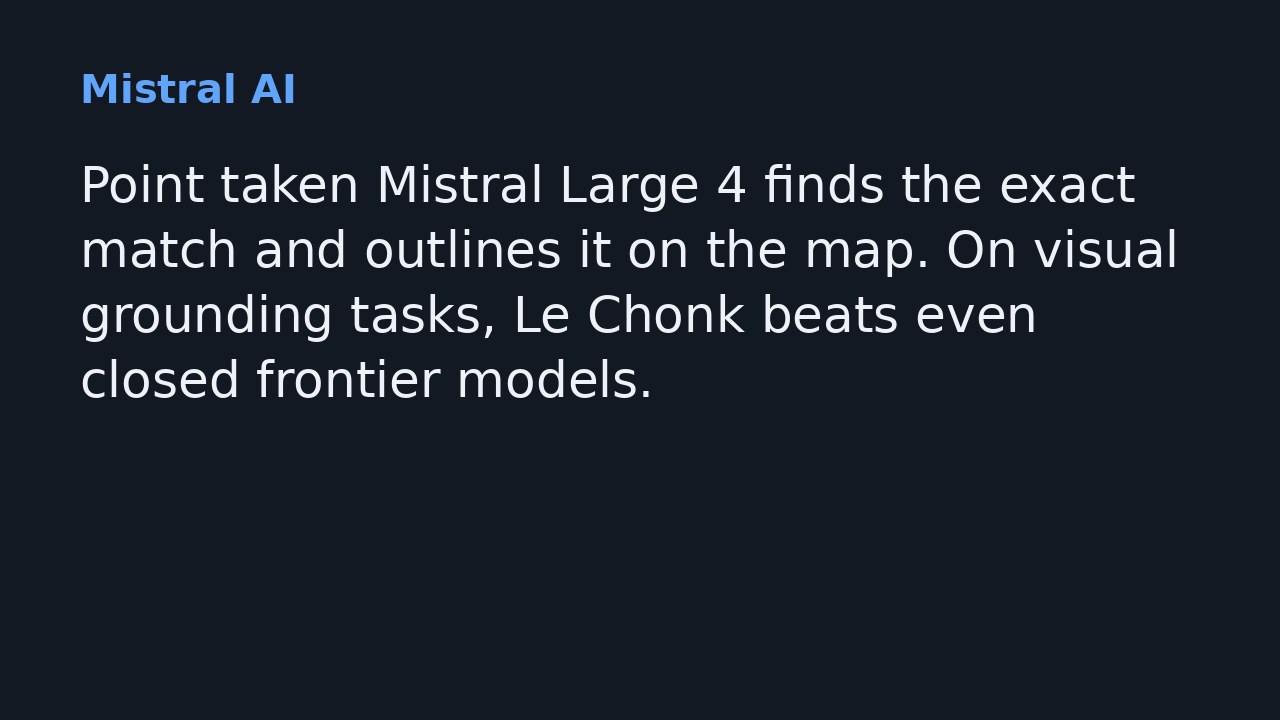 Mistral AI
Point taken Mistral Large 4 finds the exact
match and outlines it on the map. On visual
grounding tasks, Le Chonk beats even
closed frontier models.